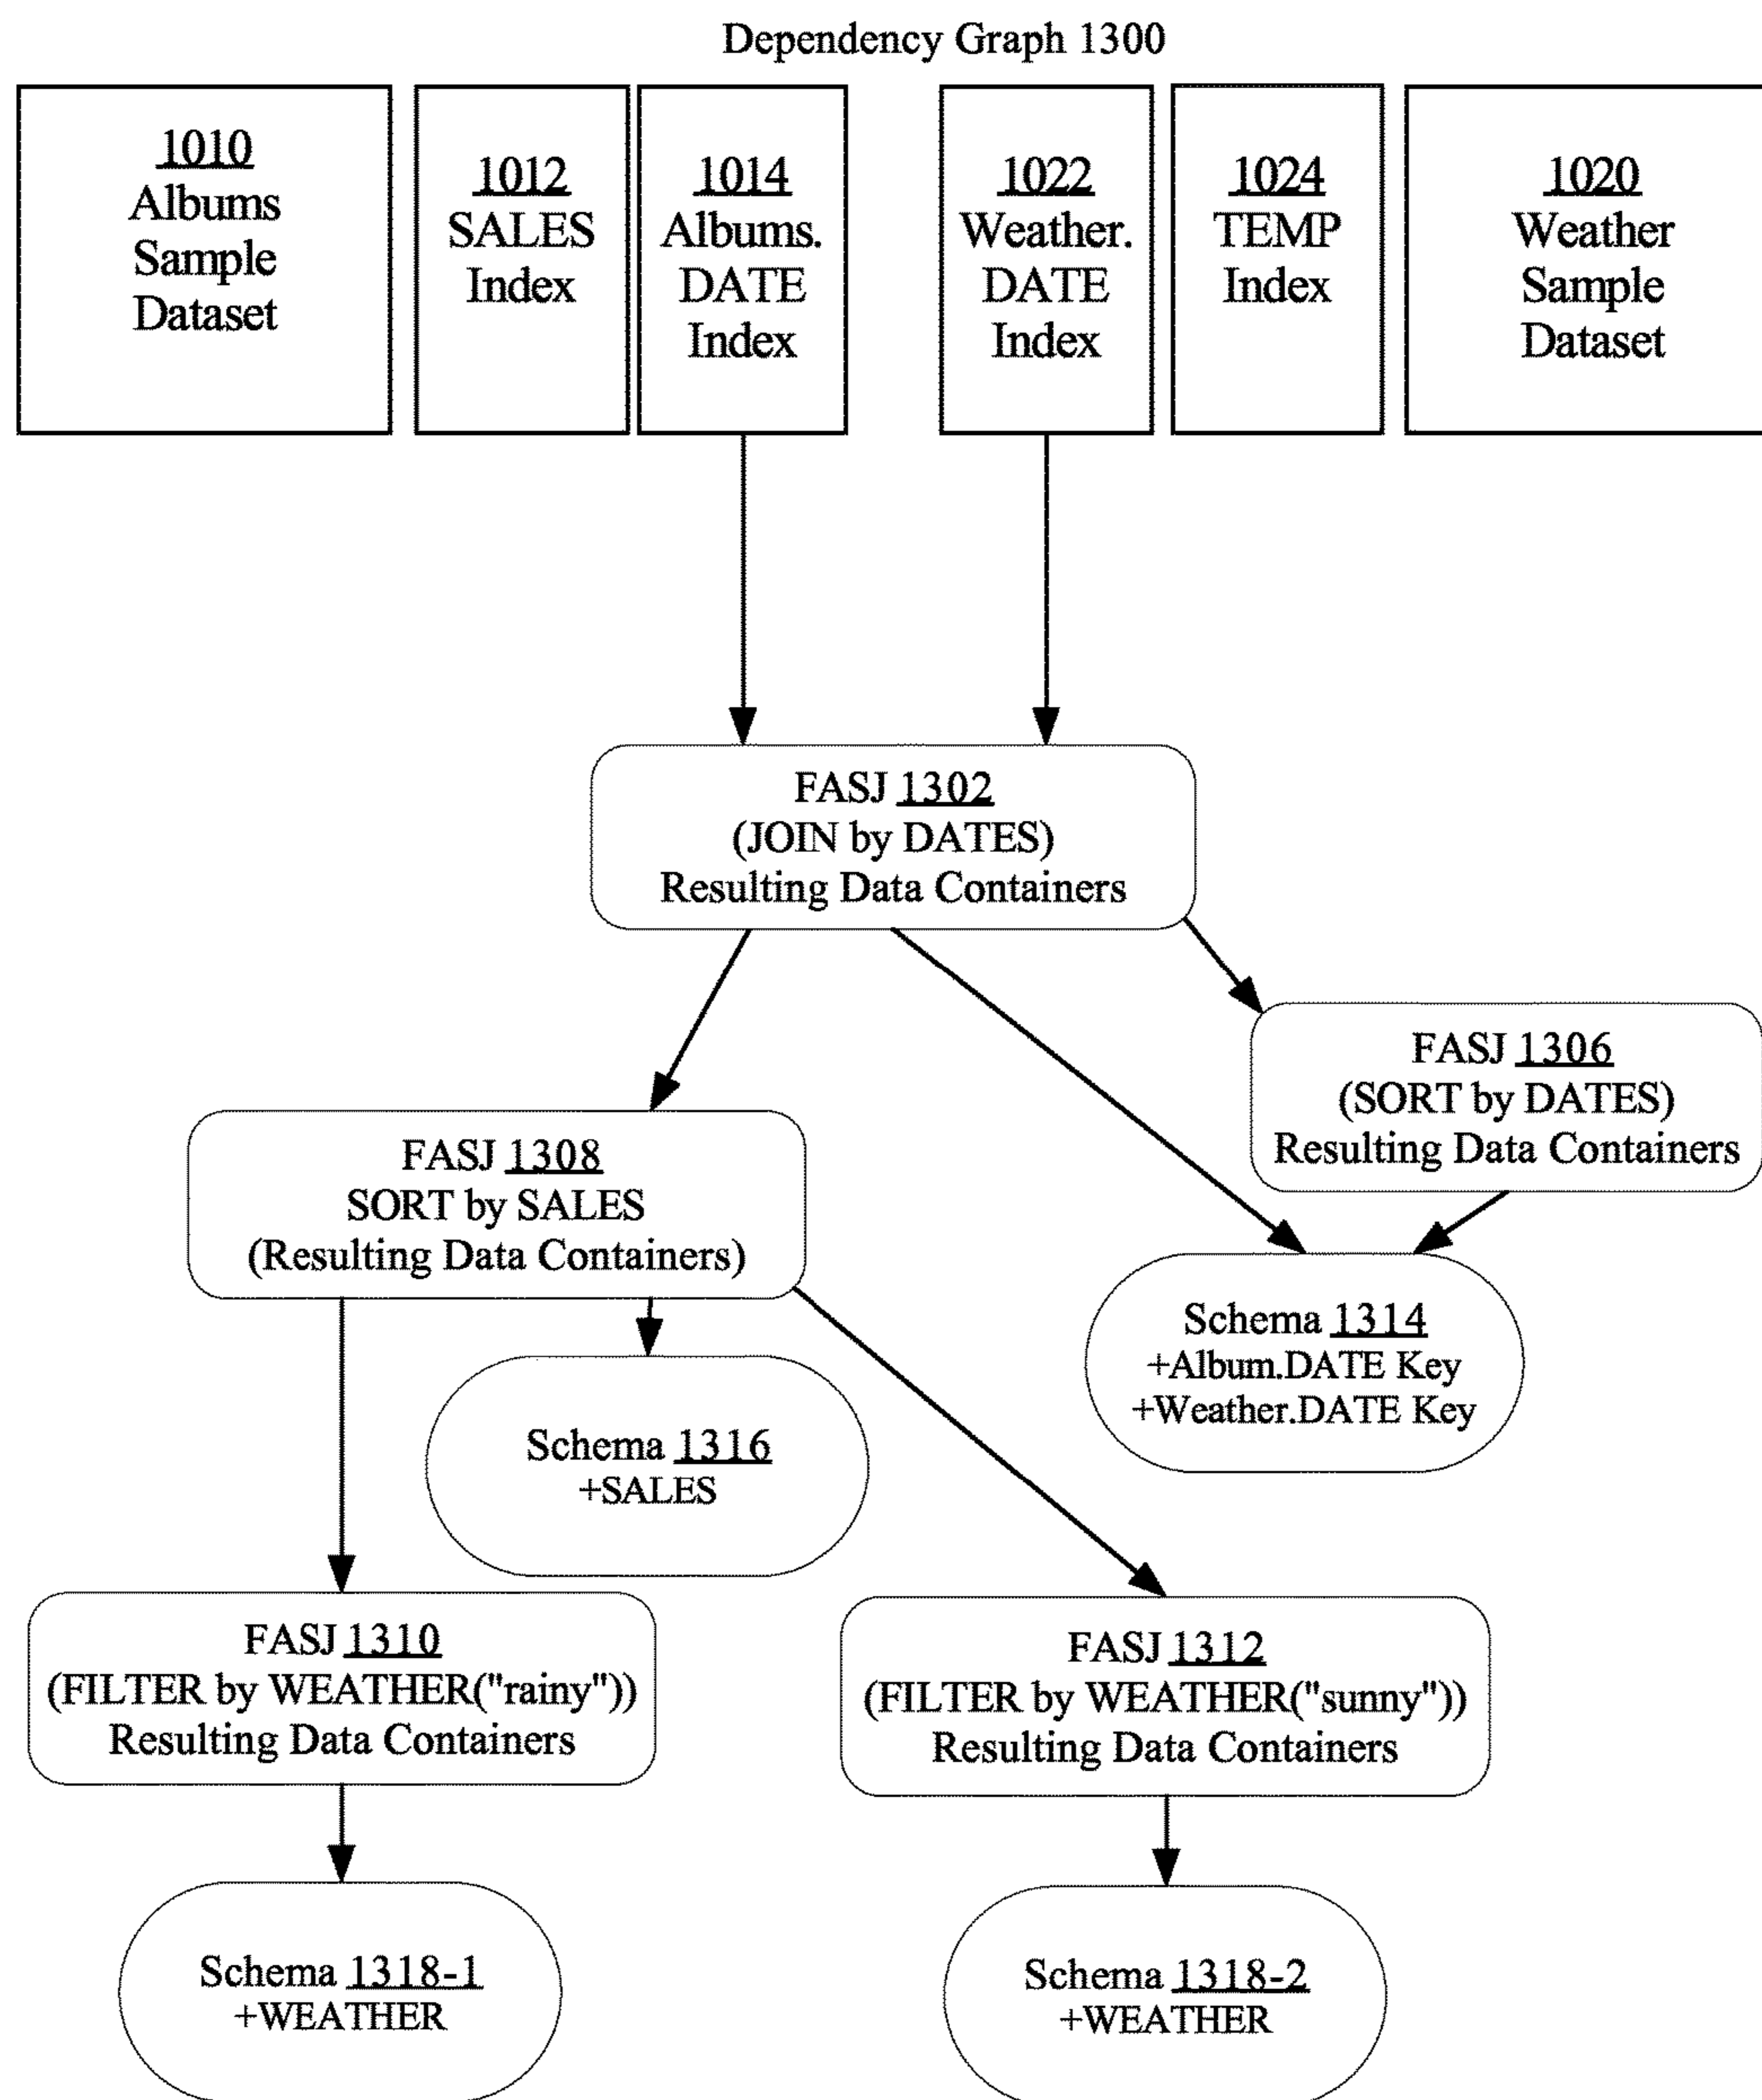 Dependency Graph 1300
1010
Albums
Sample
Dataset
1012
SALES
Index
1014
Albums.
DATE
Index
1022
Weather.
DATE
Index
1024
TEMP
Index
1020
Weather
Sample
Dataset
FASJ 1302
(JOIN by DATES)
Resulting Data Containers
FASJ 1306
(SORT by DATES)
Resulting Data Containers
FASJ 1308
SORT by SALES
(Resulting Data Containers)
Schema 1314
+Album.DATE Key
+Weather.DATE Key
Schema 1316
+SALES
FASJ 1310
(FILTER by WEATHER("rainy"))
Resulting Data Containers
FASJ 1312
(FILTER by WEATHER("sunny"))
Resulting Data Containers
Schema 1318-1
+WEATHER
Schema 1318-2
+WEATHER